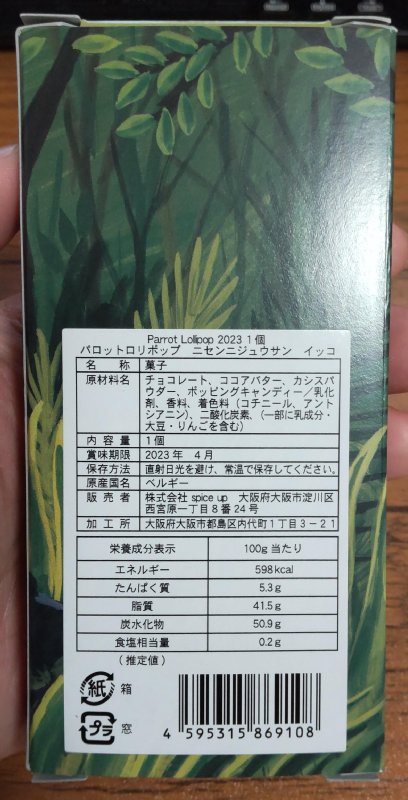 Parrot Lollipop 2023 1個
パロットロリポップ ニセンニジュウサン イッコ
名 称 菓子
原材料名 チョコレート、ココアバター、カシスパ
ウダー、ポッピングキャンディー/乳化
剤、香料、着色料(コチニール、アント
シアニン)、二酸化炭素、(一部に乳成分・
大豆・りんごを含む)
内容量 1個
賞味期限 2023年 4月
保存方法 直射日光を避け、常温で保存してください。
原産国名 ベルギー
販売者 株式会社 spice up 大阪府大阪市淀川区
西宮原一丁目8番24号
加工所 大阪府大阪市都島区内代町1丁目3-21
栄養成分表示 100g当たり
エネルギー 598kcal
たんぱく質 5.3g
脂質 41.5g
炭水化物 50.9g
食塩相当量 0.2g
(推定値)
紙 箱
プラ 窓
4 595315 869108